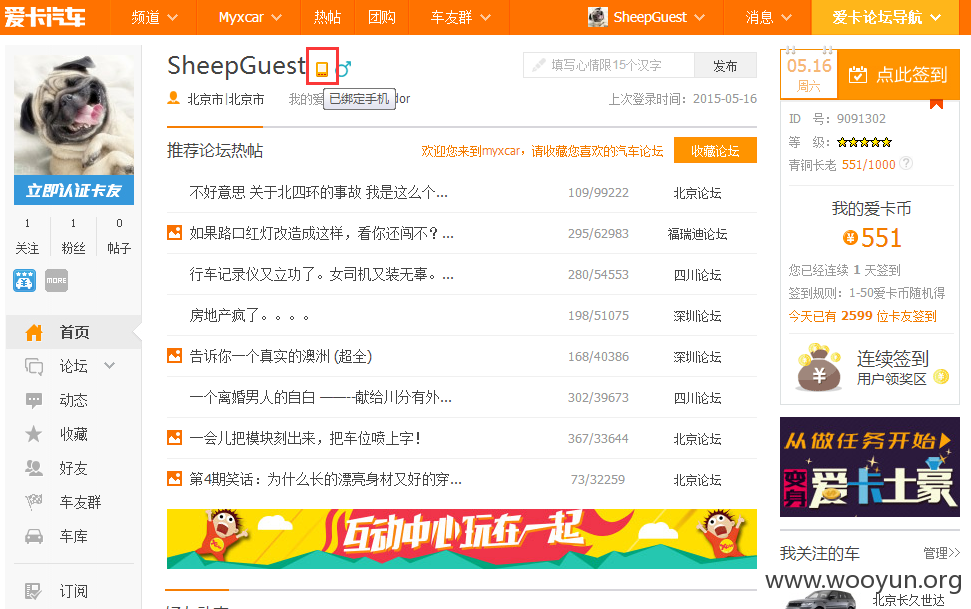 爱卡汽车 频道 Myxcar 热帖 团购 车友群 SheepGuest 消息 爱卡论坛导航
SheepGuest
填写心情限15个汉字 发布
北京市|北京市 我的爱 已绑定手机 lor 上次登录时间：2015-05-16
立即认证卡友
1 1 0
关注 粉丝 帖子
MORE
首页
论坛
动态
收藏
好友
车友群
车库
订阅
推荐论坛热帖 欢迎您来到myxcar，请收藏您喜欢的汽车论坛 收藏论坛
不好意思 关于北四环的事故 我是这么个... 109/99222 北京论坛
如果路口红灯改造成这样，看你还闯不？... 295/62983 福瑞迪论坛
行车记录仪又立功了。女司机又装无辜。... 280/54553 四川论坛
房地产疯了。。。。 198/51075 深圳论坛
告诉你一个真实的澳洲 (超全) 168/40386 深圳论坛
一个离婚男人的自白 ———--献给川分有外... 302/39673 四川论坛
一会儿把模块刻出来，把车位喷上字！ 367/33644 北京论坛
第4期笑话：为什么长的漂亮身材又好的穿... 73/32259 北京论坛
互动中心玩在一起
05.16
周六
点此签到
ID 号：9091302
等 级：
青铜长老 551/1000 ?
我的爱卡币
¥ 551
您已经连续 1 天签到
签到规则：1-50爱卡币随机得
今天已有 2599 位卡友签到
¥
连续签到
用户领奖区
从做任务开始
变身爱卡土豪
我关注的车 管理>>
北京长久世达
www.wooyun.org